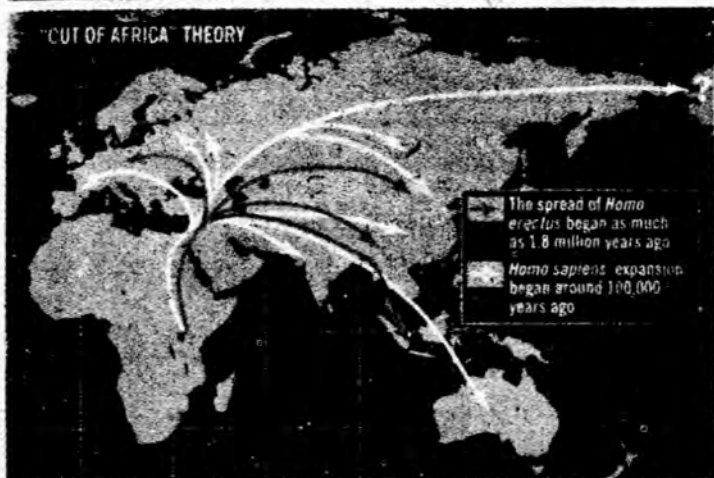 "OUT OF AFRICA" THEORY
The spread of Homo
erectus began as much
as 1.8 million years ago
Homo sapiens expansion
began around 100,000
years ago